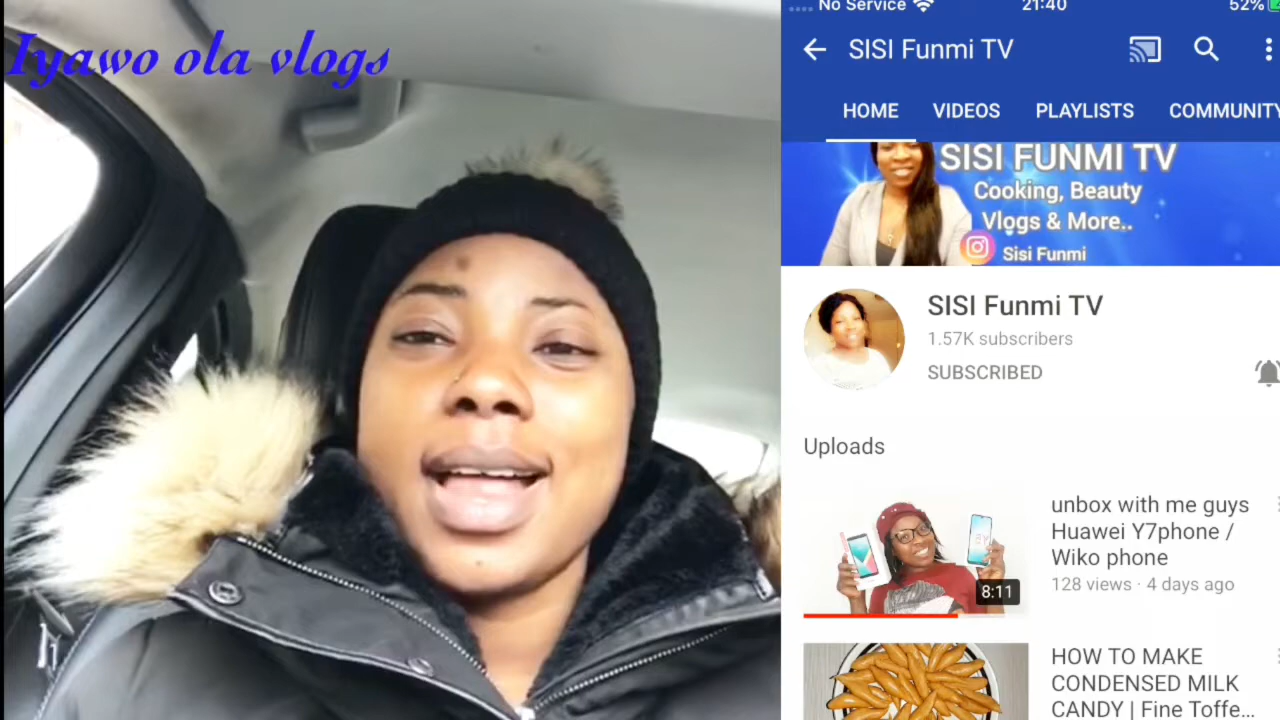 Iyawo ola vlogs
No Service 21:40 52%
SISI Funmi TV
HOME VIDEOS PLAYLISTS COMMUNITY
SISI FUNMI TV
Cooking, Beauty
Vlogs & More..
Sisi Funmi
SISI Funmi TV
1.57K subscribers
SUBSCRIBED
Uploads
unbox with me guys
Huawei Y7phone /
Wiko phone
128 views · 4 days ago
8:11
HOW TO MAKE
CONDENSED MILK
CANDY | Fine Toffe...